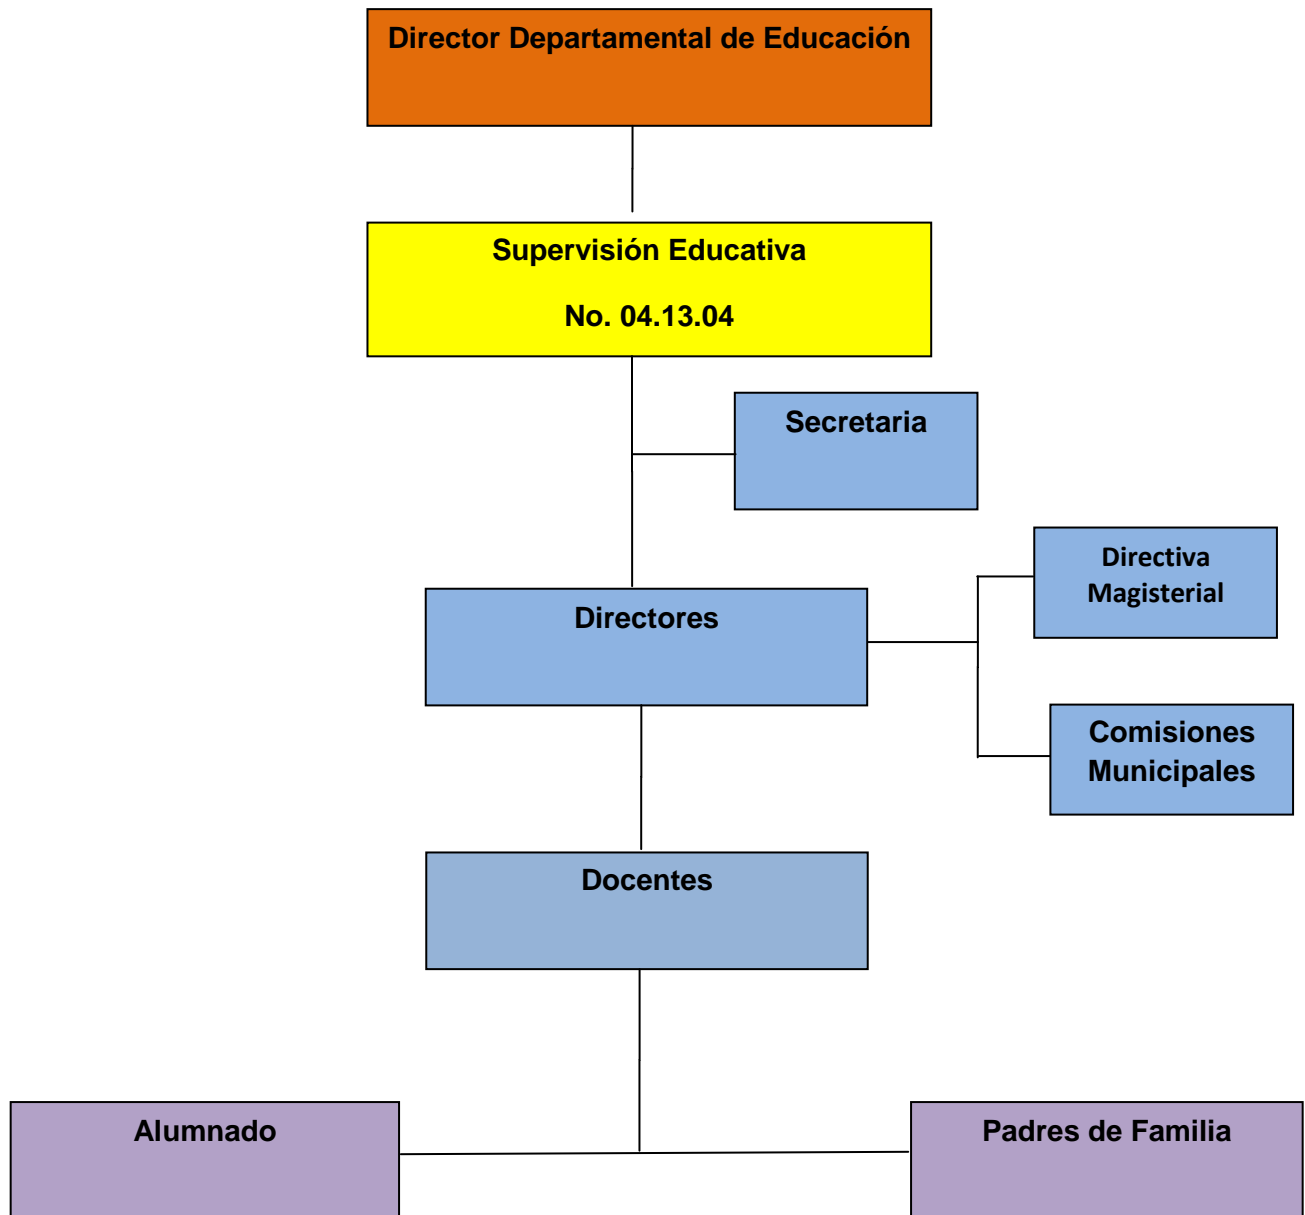 Director Departamental de Educación
Supervisión Educativa
No. 04.13.04
Secretaria
Directiva
Magisterial
Directores
Comisiones
Municipales
Docentes
Alumnado
Padres de Familia